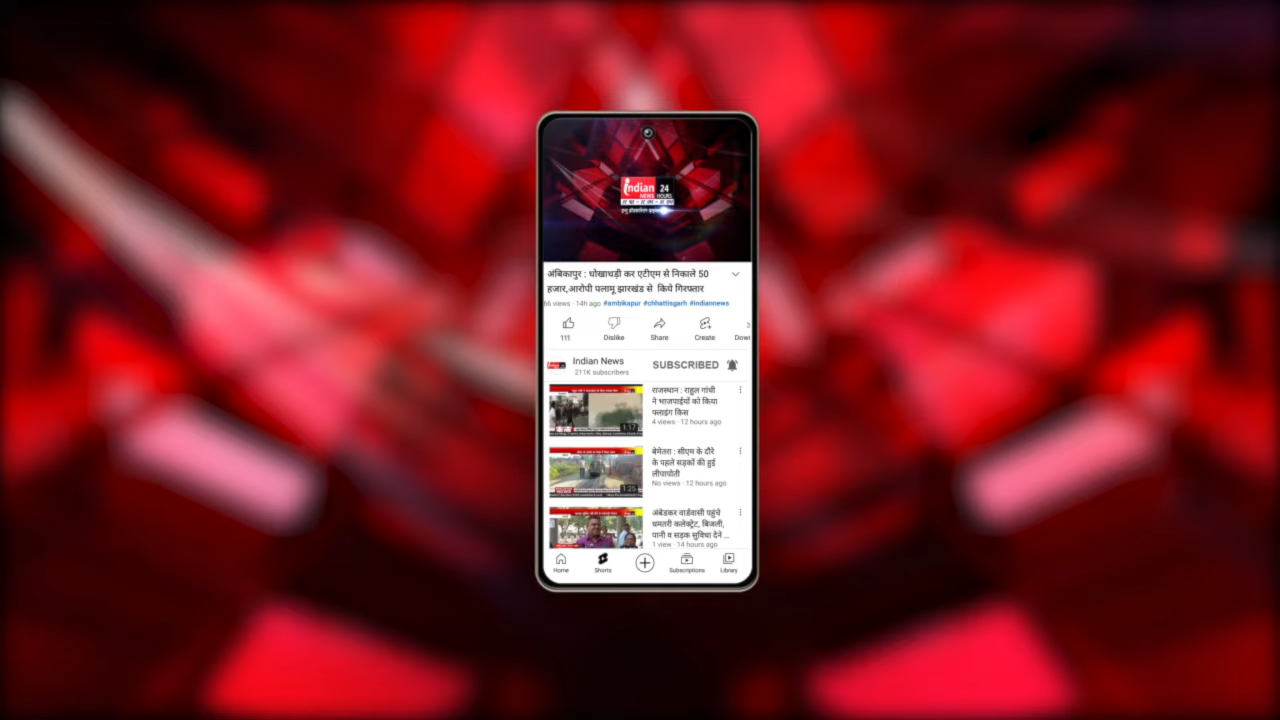 indian
NEWS
24
HOURS
अंबिकापुर : धोखाधड़ी कर एटीएम से निकाले 50
हजार,आरोपी पलामू झारखंड से किये गिरफ्तार
views · 14h ago #ambikapur #chhattisgarh #indiannews
111
Dislike
Share
Create
Indian News
211K subscribers
SUBSCRIBED
राजस्थान : राहुल गांधी
ने भाजपाईयों को किया
फ्लाइंग किस
4 views · 12 hours ago
1:17
बेमेतरा : सीएम के दौरे
के पहले सड़कों की हुई
लीपापोती
No views · 12 hours ago
1:25
अंबेडकर वार्डवासी पहुंचे
धमतरी कलेक्ट्रेट, बिजली,
पानी व सड़क सुविधा देने ...
1 view · 14 hours ago
Home
Shorts
Subscriptions
Library